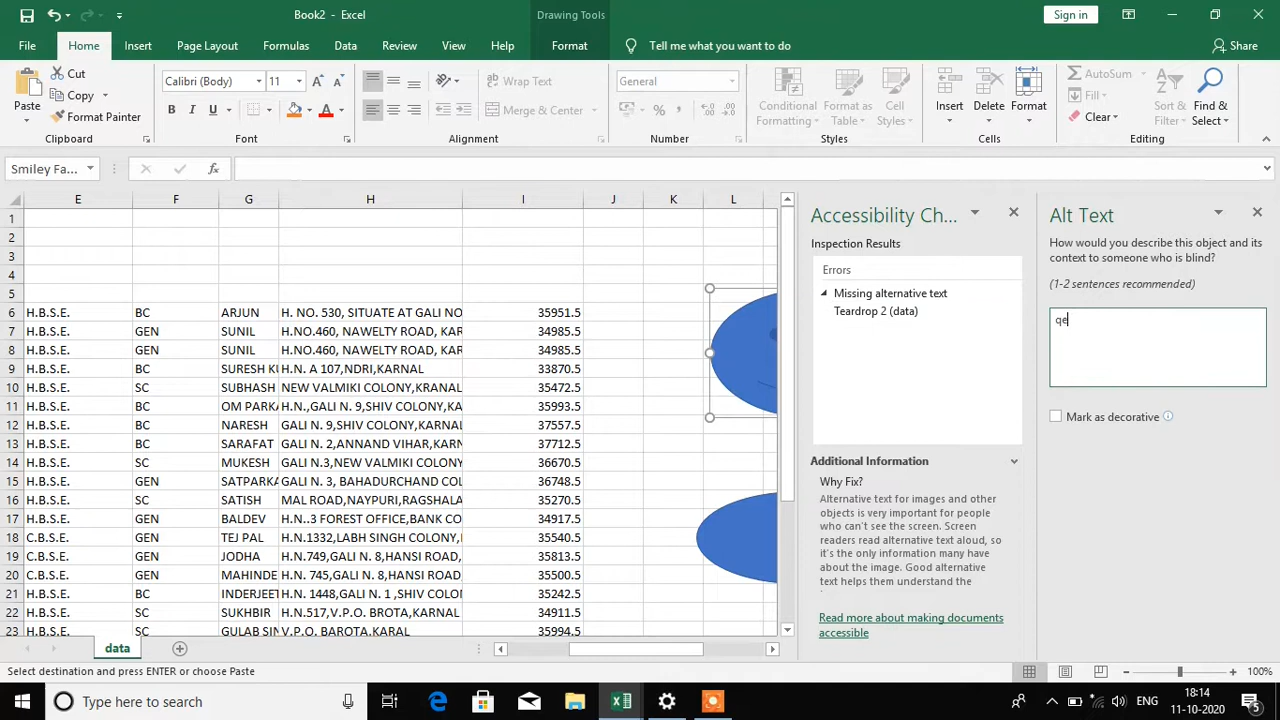 Book2 - Excel
Drawing Tools
Sign in
File Home Insert Page Layout Formulas Data Review View Help Format Tell me what you want to do Share
Paste Cut Copy Format Painter Clipboard
Calibri (Body) 11 B I U A A A Font
Wrap Text Merge & Center Alignment
General % , .00 .0 Number
Conditional Formatting Format as Table Cell Styles Styles
Insert Delete Format Cells
AutoSum Fill Clear Sort & Filter Find & Select Editing
Smiley Fa... fx
E F G H I J K L
1
2
3
4
5
6 H.B.S.E. BC ARJUN H. NO. 530, SITUATE AT GALI NO 35951.5
7 H.B.S.E. GEN SUNIL H.NO.460, NAWELTY ROAD, KAR 34985.5
8 H.B.S.E. GEN SUNIL H.NO.460, NAWELTY ROAD, KAR 34985.5
9 H.B.S.E. BC SURESH KU H.N. A 107,NDRI,KARNAL 33870.5
10 H.B.S.E. SC SUBHASH NEW VALMIKI COLONY,KRANAL 35472.5
11 H.B.S.E. BC OM PARKA H.N.,GALI N. 9,SHIV COLONY,KA 35993.5
12 H.B.S.E. BC NARESH GALI N. 9,SHIV COLONY,KARNAL 37557.5
13 H.B.S.E. BC SARAFAT GALI N. 2,ANNAND VIHAR,KARN 37712.5
14 H.B.S.E. SC MUKESH GALI N.3,NEW VALMIKI COLONY 36670.5
15 H.B.S.E. GEN SATPARKA GALI N. 3, BAHADURCHAND COL 36748.5
16 H.B.S.E. SC SATISH MAL ROAD,NAYPURI,RAGSHALA 35270.5
17 H.B.S.E. GEN BALDEV H.N..3 FOREST OFFICE,BANK CO 34917.5
18 C.B.S.E. GEN TEJ PAL H.N.1332,LABH SINGH COLONY, 35540.5
19 C.B.S.E. GEN JODHA H.N.749,GALI N. 8,HANSI ROAD, 35813.5
20 C.B.S.E. GEN MAHINDE H.N. 745,GALI N. 8,HANSI ROAD, 35500.5
21 H.B.S.E. BC INDERJEET H.N. 1448,GALI N. 1 ,SHIV COLON 35242.5
22 H.B.S.E. SC SUKHBIR H.N.517,V.P.O. BROTA,KARNAL 34911.5
23 H.B.S.E. SC GULAB SIN V.P.O. BAROTA,KARAL 35994.5
Accessibility Ch...
Inspection Results
Errors
Missing alternative text
Teardrop 2 (data)
Additional Information
Why Fix?
Alternative text for images and other
objects is very important for people
who can't see the screen. Screen
readers read alternative text aloud, so
it's the only information many have
about the image. Good alternative
text helps them understand the
Read more about making documents
accessible
Alt Text
How would you describe this object and its
context to someone who is blind?
(1-2 sentences recommended)
qe
Mark as decorative
data
Select destination and press ENTER or choose Paste
100%
Type here to search
ENG
18:14
11-10-2020
5